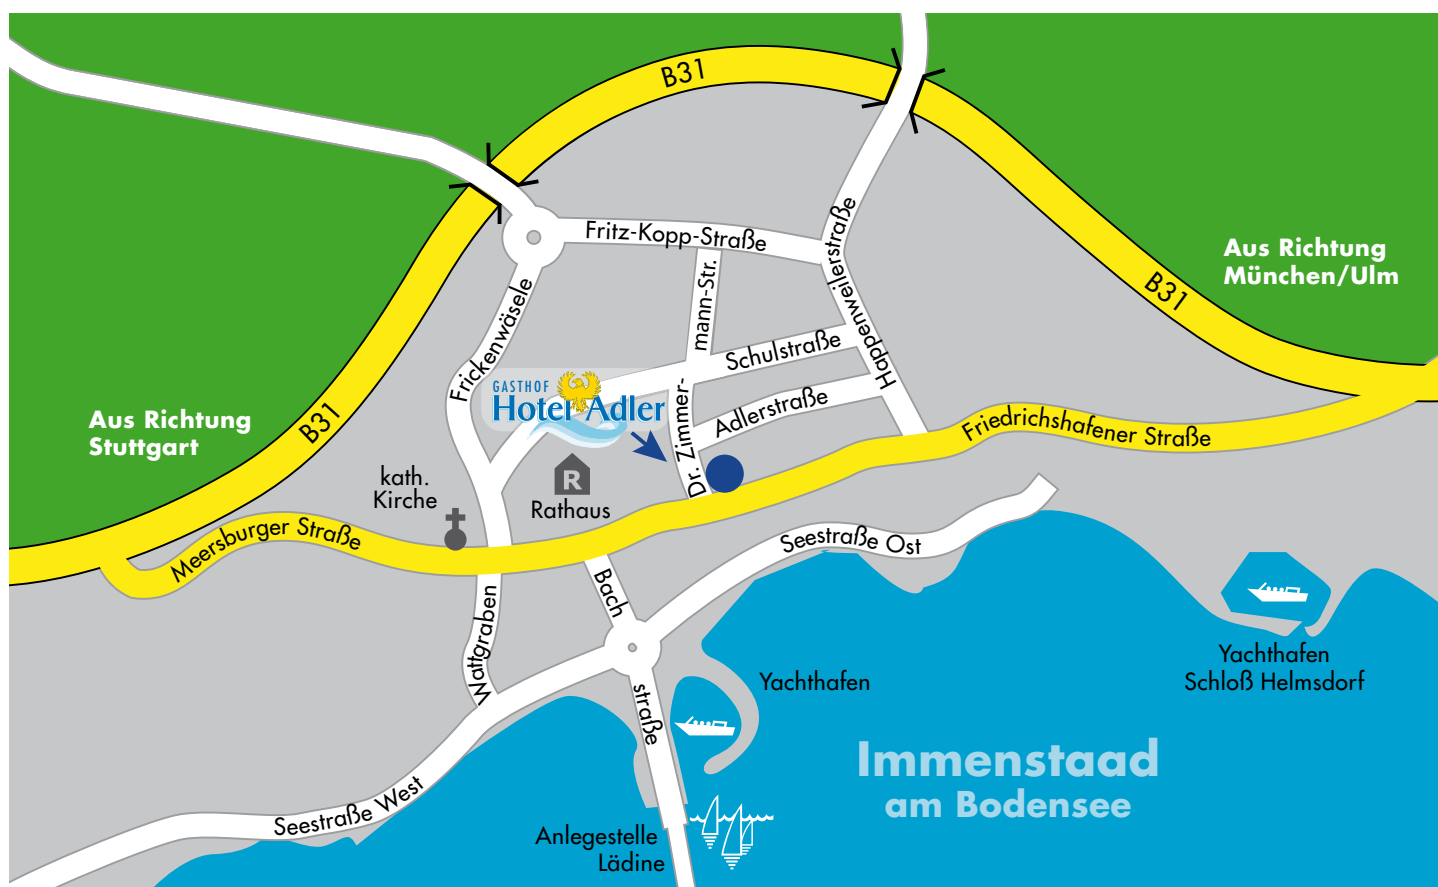 B31
Fritz-Kopp-Straße
Happenweilerstraße
Aus Richtung
München/Ulm
B31
Frickenwäsele
mann-Str.
Schulstraße
GASTHOF
Hotel Adler
Adlerstraße
Dr. Zimmer-
Friedrichshafener Straße
Aus Richtung
Stuttgart
B31
kath.
Kirche
R
Rathaus
Meersburger Straße
Seestraße Ost
Bach
straße
Wattgraben
Yachthafen
Yachthafen
Schloß Helmsdorf
Immenstaad
am Bodensee
Seestraße West
Anlegestelle
Lädine